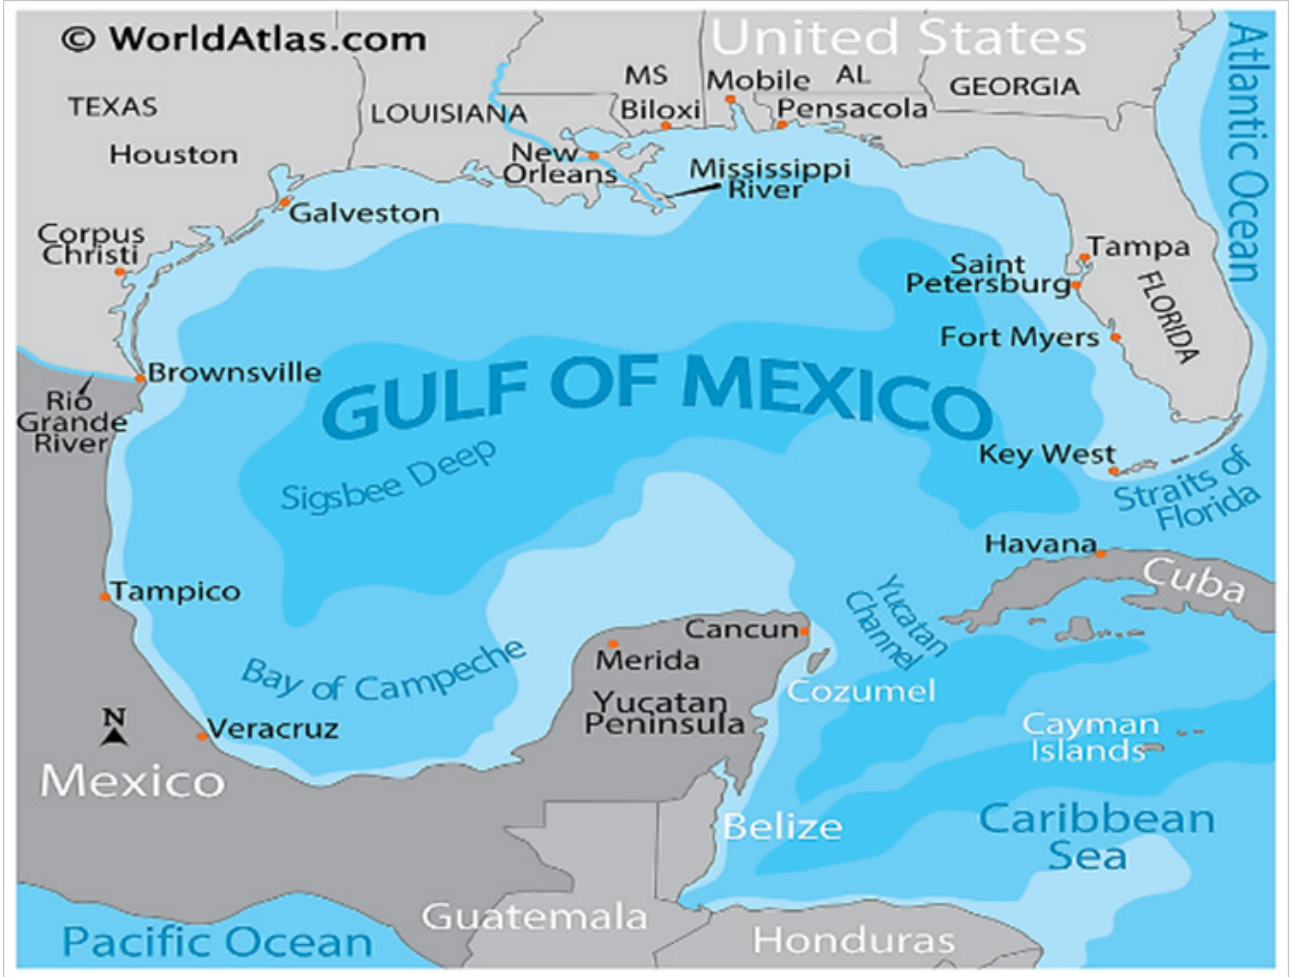 © WorldAtlas.com
United States
Atlantic Ocean
MS
Mobile
AL
GEORGIA
TEXAS
LOUISIANA
Biloxi
Pensacola
Houston
New
Orleans
Mississippi
River
Galveston
Corpus
Christi
Tampa
Saint
Petersburg
FLORIDA
Fort Myers
Brownsville
GULF OF MEXICO
Rio
Grande
River
Key West
Sigsbee Deep
Straits of
Florida
Havana
Cuba
Tampico
Yucatan
Channel
Cancun
Bay of Campeche
Merida
Cozumel
Yucatan
Peninsula
N
Veracruz
Cayman
Islands
Mexico
Belize
Caribbean
Sea
Guatemala
Honduras
Pacific Ocean